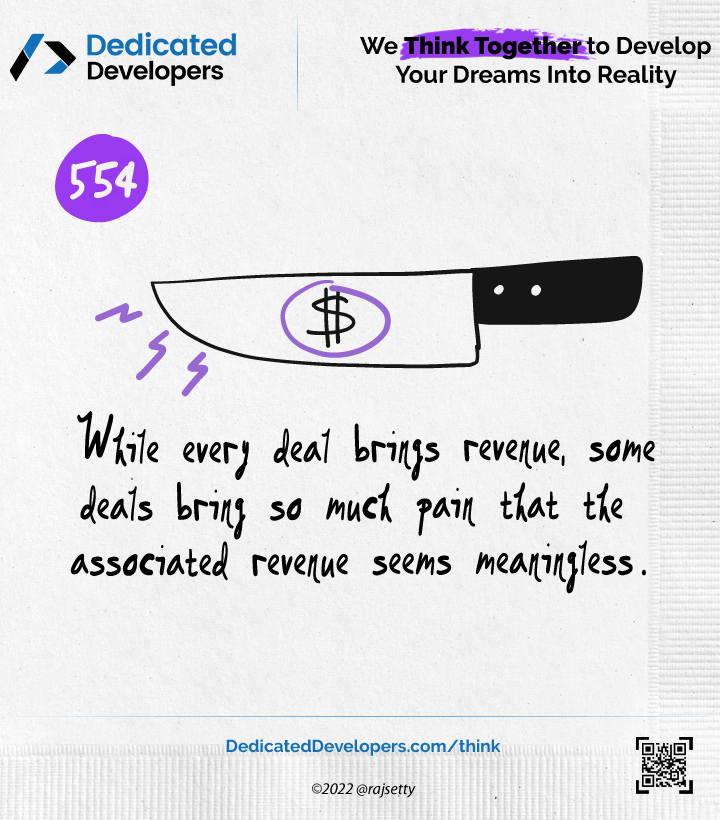 Dedicated
Developers
We Think Together to Develop
Your Dreams Into Reality
554
$
While every deal brings revenue, some
deals bring so much pain that the
associated revenue seems meaningless.
DedicatedDevelopers.com/think
©2022 @rajsetty